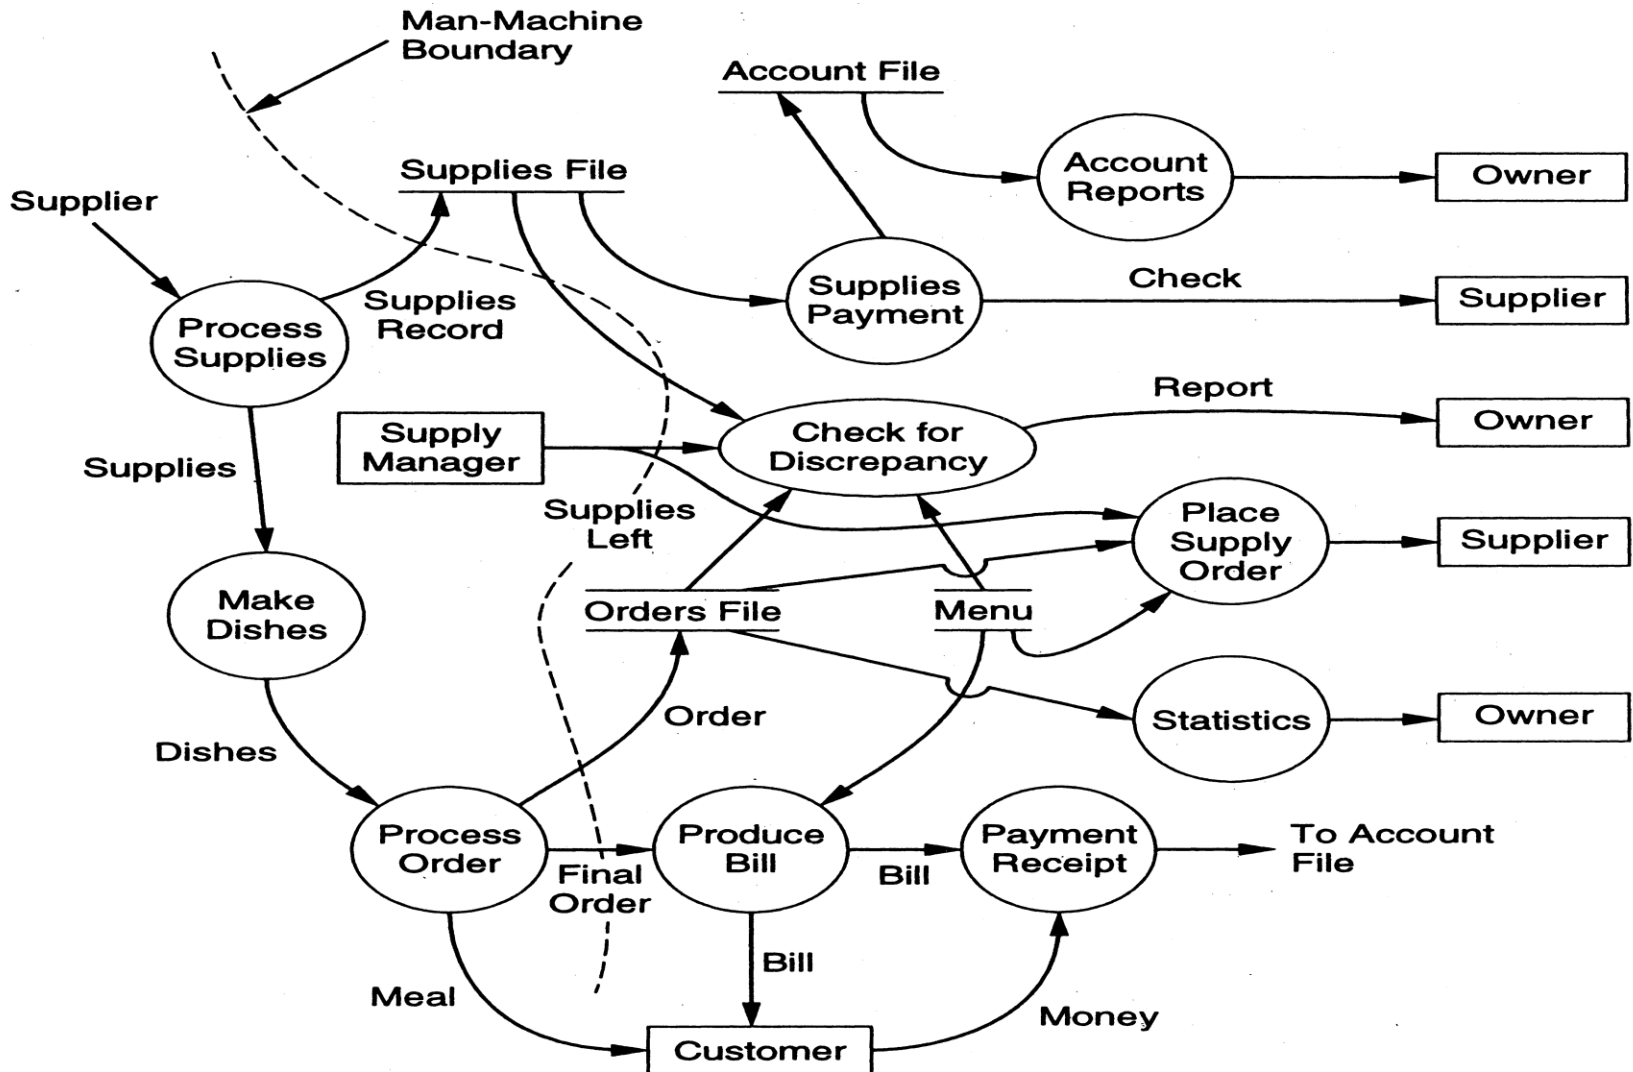 Man-Machine
Boundary
Account File
Supplies File
Account
Reports
Owner
Supplier
Supplies
Record
Process
Supplies
Supplies
Payment
Check
Supplier
Supply
Manager
Check for
Discrepancy
Report
Owner
Supplies
Supplies
Left
Place
Supply
Order
Supplier
Make
Dishes
Orders File
Menu
Order
Statistics
Owner
Dishes
Process
Order
Final
Order
Produce
Bill
Bill
Payment
Receipt
To Account
File
Meal
Bill
Money
Customer